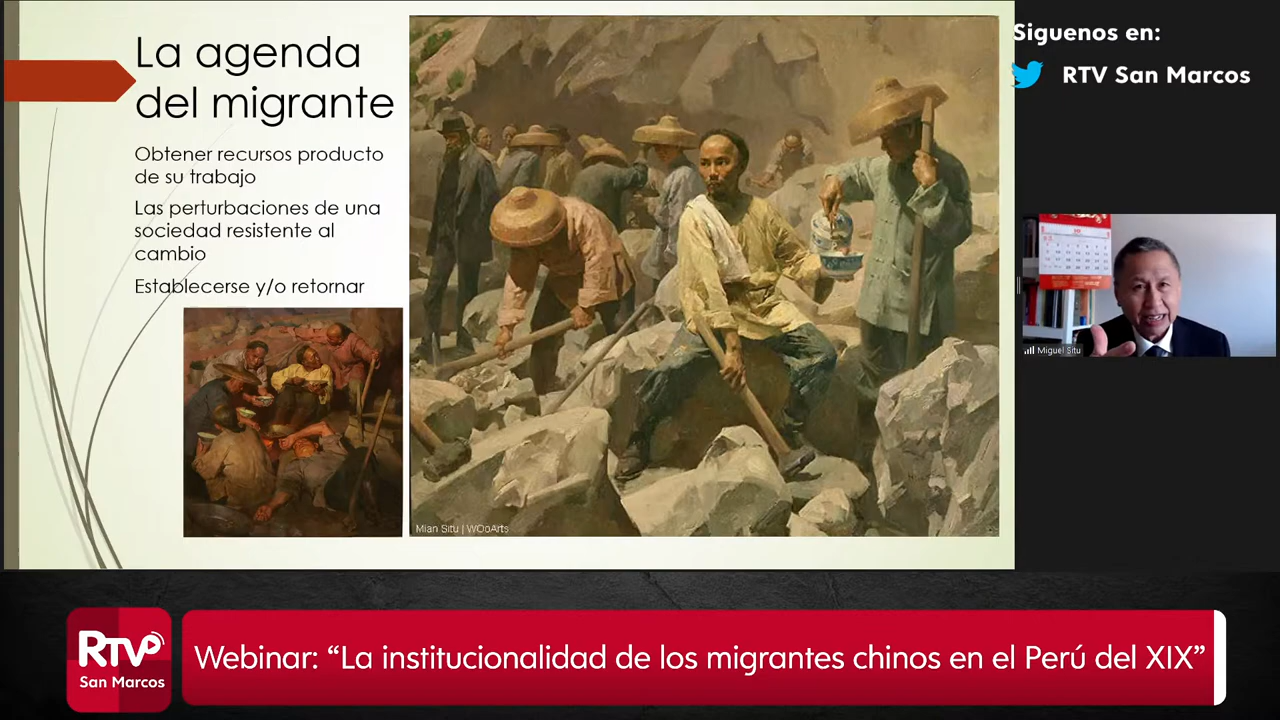 La agenda
del migrante
Obtener recursos producto
de su trabajo
Las perturbaciones de una
sociedad resistente al
cambio
Establecerse y/o retornar
Mian Situ | WOoArts
Siguenos en:
RTV San Marcos
Miguel Situ
RTV
San Marcos
Webinar: “La institucionalidad de los migrantes chinos en el Perú del XIX”